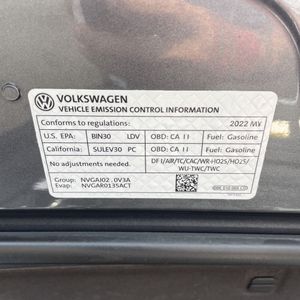 VOLKSWAGEN
VEHICLE EMISSION CONTROL INFORMATION
Conforms to regulations: 2022 MY
U.S. EPA: BIN30 LDV OBD: CA II Fuel: Gasoline
California: SULEV30 PC OBD: CA II Fuel: Gasoline
No adjustments needed. DFI/AIR/TC/CAC/WR-HO2S/HO2S/
WU-TWC/TWC
Group: NVGAJ02.0V3A
Evap: NVGAR0135ACT